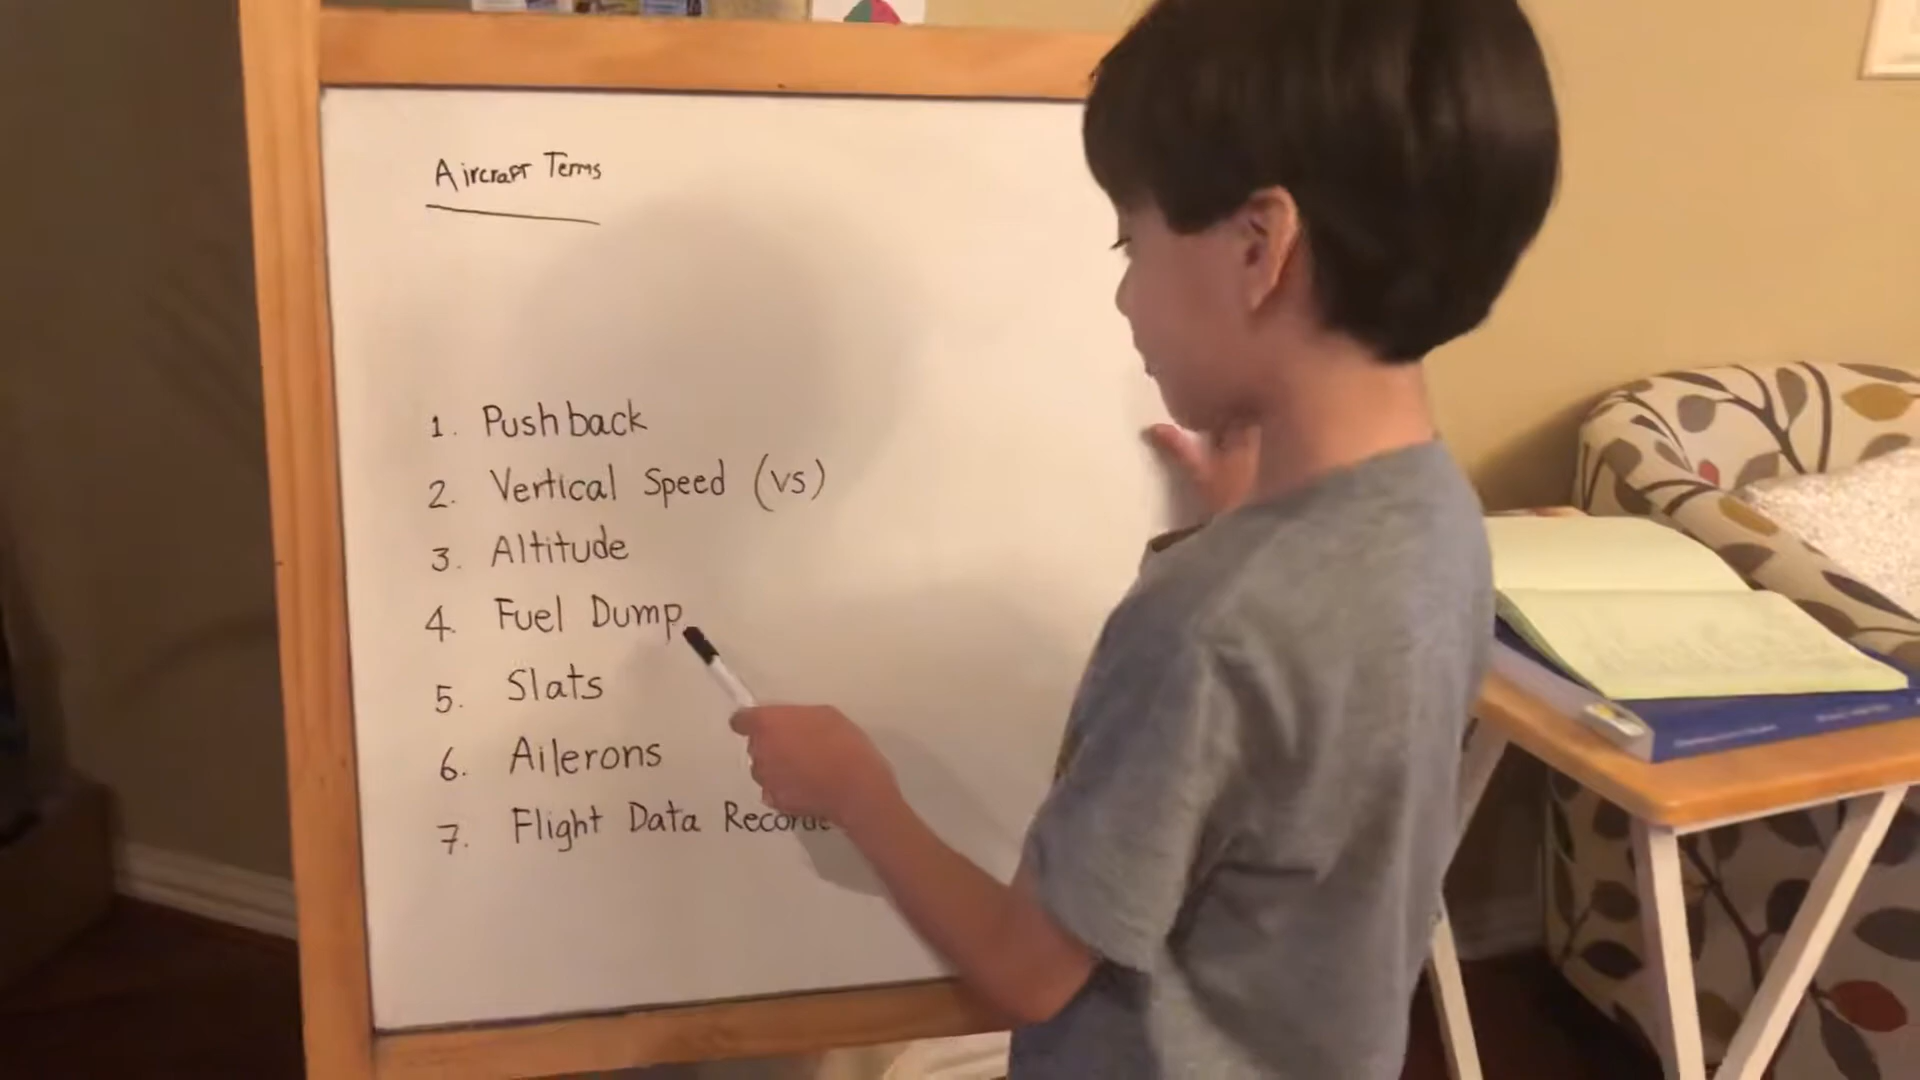 Aircraft Terms
1. Pushback
2. Vertical Speed (vs)
3. Altitude
4. Fuel Dump
5. Slats
6. Ailerons
7. Flight Data